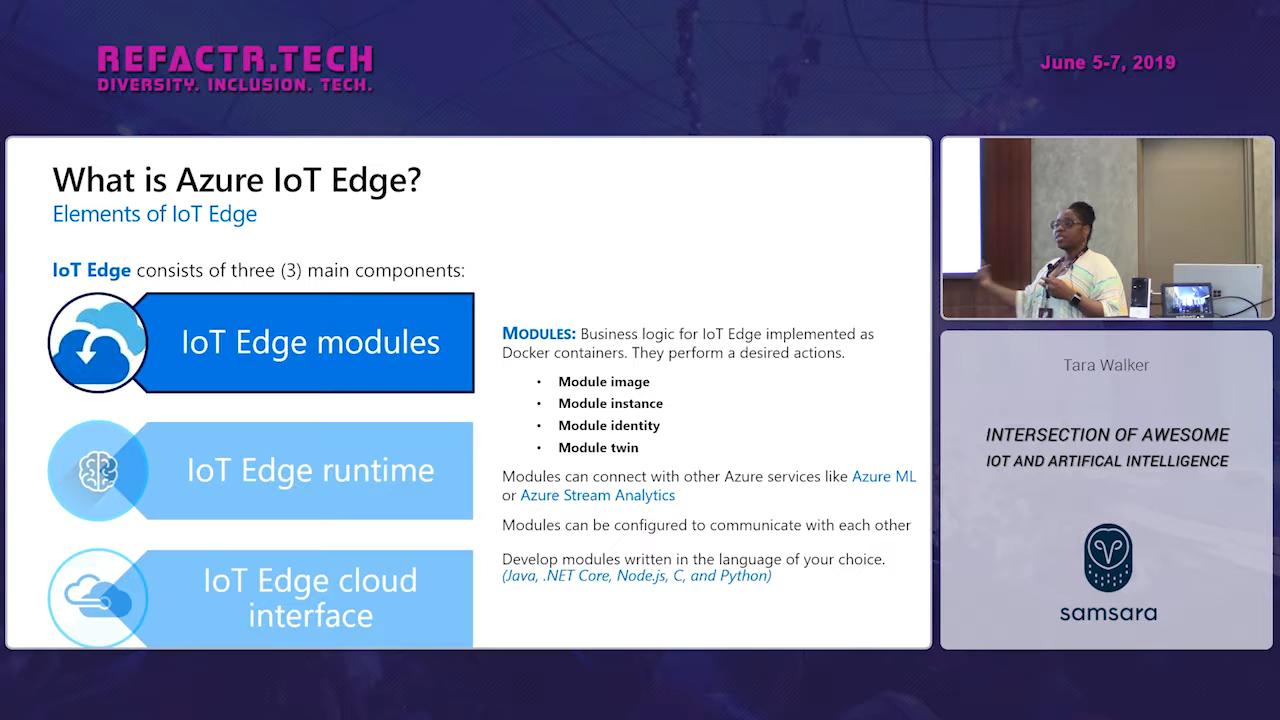 REFACTR.TECH
DIVERSITY. INCLUSION. TECH.
June 5-7, 2019
What is Azure IoT Edge?
Elements of IoT Edge
IoT Edge consists of three (3) main components:
IoT Edge modules
IoT Edge runtime
IoT Edge cloud
interface
MODULES: Business logic for IoT Edge implemented as
Docker containers. They perform a desired actions.
• Module image
• Module instance
• Module identity
• Module twin
Modules can connect with other Azure services like Azure ML
or Azure Stream Analytics
Modules can be configured to communicate with each other
Develop modules written in the language of your choice.
(Java, .NET Core, Node.js, C, and Python)
Tara Walker
INTERSECTION OF AWESOME
IOT AND ARTIFICAL INTELLIGENCE
samsara